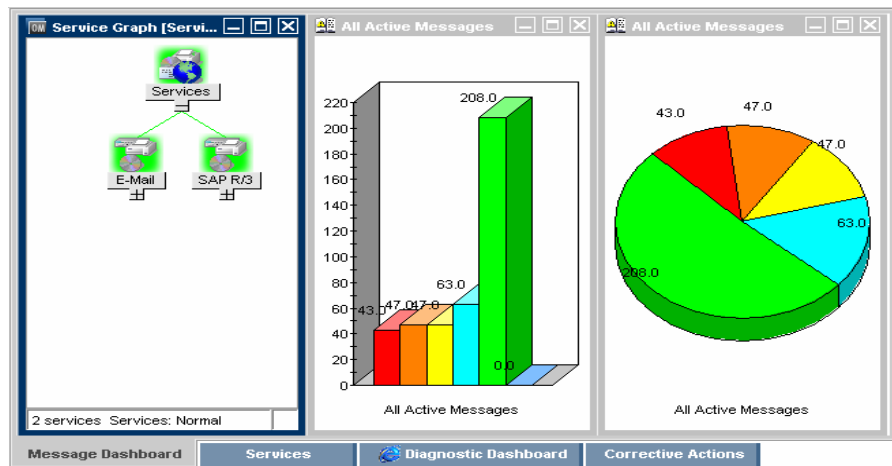 Service Graph [Servi...
Services
E-Mail
SAP R/3
2 services Services: Normal
All Active Messages
220
200
180
160
140
120
100
80
60
40
20
0
43.0
47.0
47.0
63.0
208.0
0.0
All Active Messages
All Active Messages
43.0
47.0
47.0
63.0
208.0
All Active Messages
Message Dashboard
Services
Diagnostic Dashboard
Corrective Actions